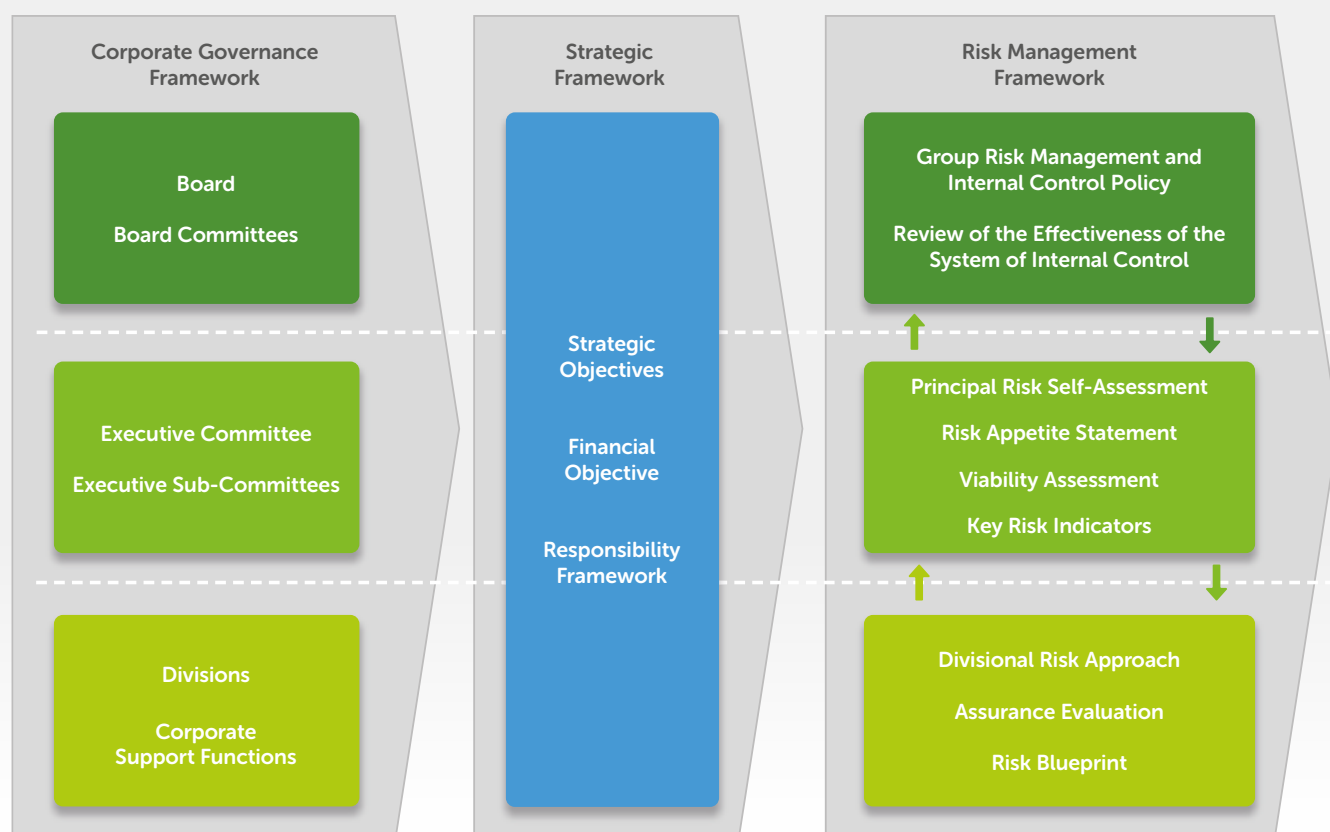 Corporate Governance
Framework
Board
Board Committees
Executive Committee
Executive Sub-Committees
Divisions
Corporate
Support Functions
Strategic
Framework
Strategic
Objectives
Financial
Objective
Responsibility
Framework
Risk Management
Framework
Group Risk Management and
Internal Control Policy
Review of the Effectiveness of the
System of Internal Control
Principal Risk Self-Assessment
Risk Appetite Statement
Viability Assessment
Key Risk Indicators
Divisional Risk Approach
Assurance Evaluation
Risk Blueprint